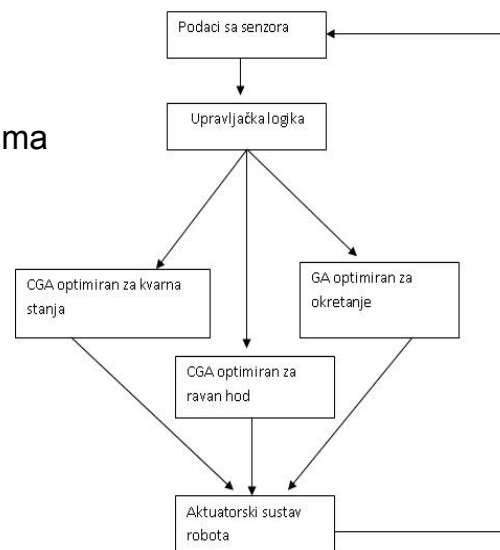 Podaci sa senzora
Upravljačka logika
ma
CGA optimiran za kvarna
stanja
GA optimiran za
okretanje
CGA optimiran za
ravan hod
Aktuatorski sustav
robota